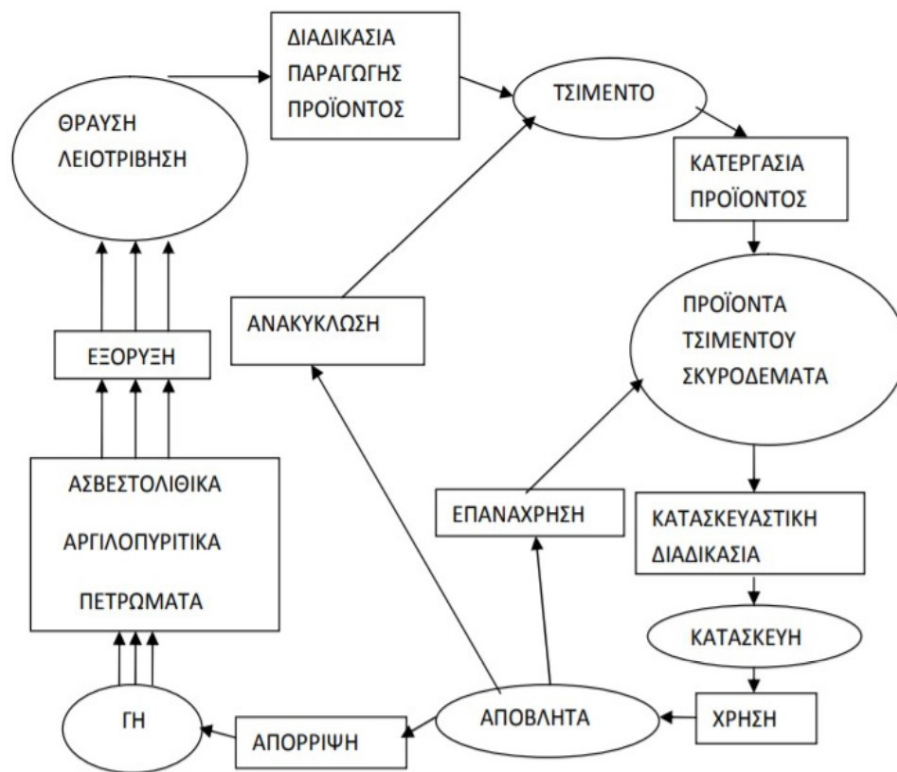 ΔΙΑΔΙΚΑΣΙΑ
ΠΑΡΑΓΩΓΗΣ
ΠΡΟΪΟΝΤΟΣ
ΤΣΙΜΕΝΤΟ
ΘΡΑΥΣΗ
ΛΕΙΟΤΡΙΒΗΣΗ
ΚΑΤΕΡΓΑΣΙΑ
ΠΡΟΪΟΝΤΟΣ
ΑΝΑΚΥΚΛΩΣΗ
ΠΡΟΪΟΝΤΑ
ΤΣΙΜΕΝΤΟΥ
ΣΚΥΡΟΔΕΜΑΤΑ
ΕΞΟΡΥΞΗ
ΑΣΒΕΣΤΟΛΙΘΙΚΑ
ΑΡΓΙΛΟΠΥΡΙΤΙΚΑ
ΠΕΤΡΩΜΑΤΑ
ΕΠΑΝΑΧΡΗΣΗ
ΚΑΤΑΣΚΕΥΑΣΤΙΚΗ
ΔΙΑΔΙΚΑΣΙΑ
ΚΑΤΑΣΚΕΥΗ
ΓΗ
ΑΠΟΡΡΙΨΗ
ΑΠΟΒΛΗΤΑ
ΧΡΗΣΗ